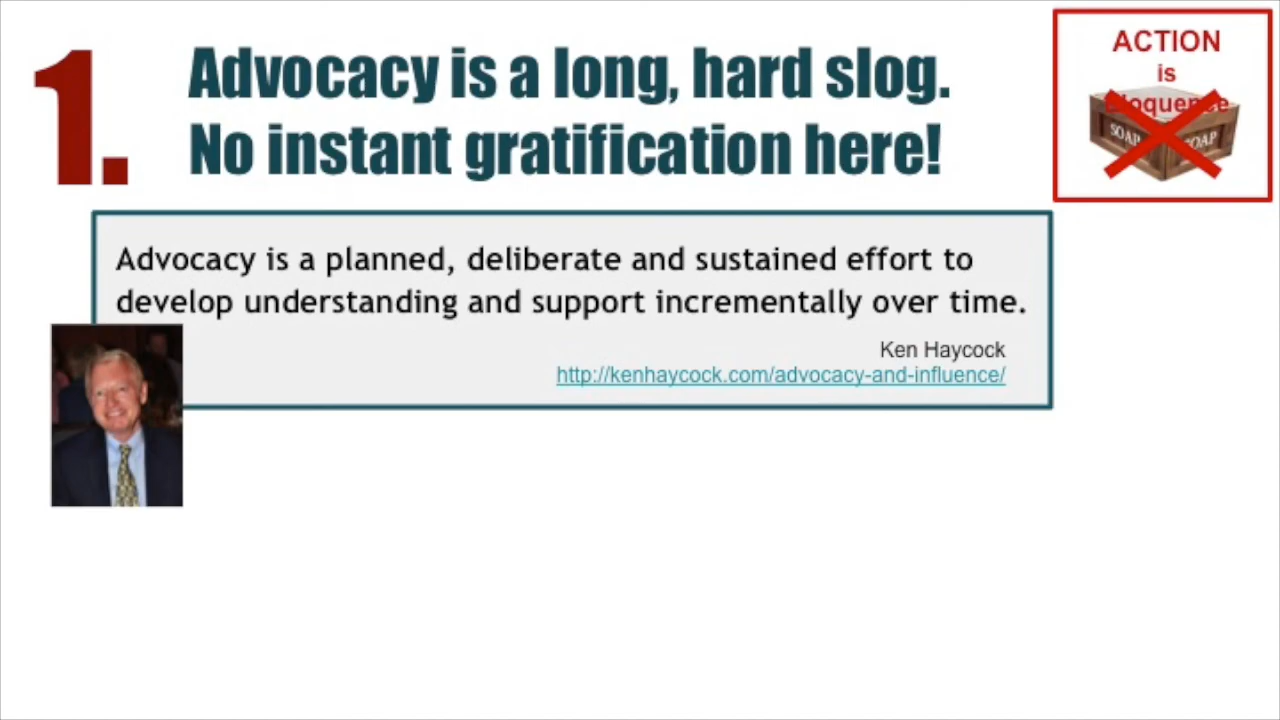 1.
Advocacy is a long, hard slog.
No instant gratification here!
ACTION
is
Eloquence
SOAP
SOAP
Advocacy is a planned, deliberate and sustained effort to
develop understanding and support incrementally over time.
Ken Haycock
http://kenhaycock.com/advocacy-and-influence/